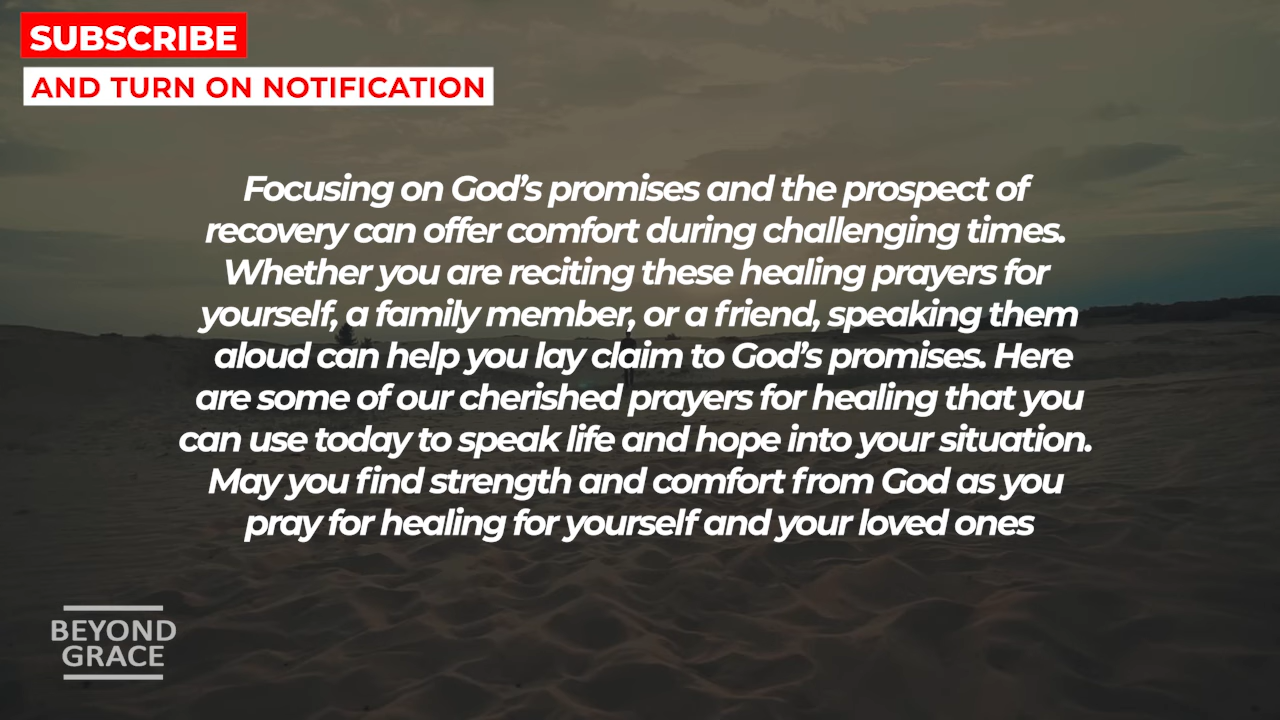 SUBSCRIBE
AND TURN ON NOTIFICATION
Focusing on God’s promises and the prospect of
recovery can offer comfort during challenging times.
Whether you are reciting these healing prayers for
yourself, a family member, or a friend, speaking them
aloud can help you lay claim to God’s promises. Here
are some of our cherished prayers for healing that you
can use today to speak life and hope into your situation.
May you find strength and comfort from God as you
pray for healing for yourself and your loved ones
BEYOND
GRACE